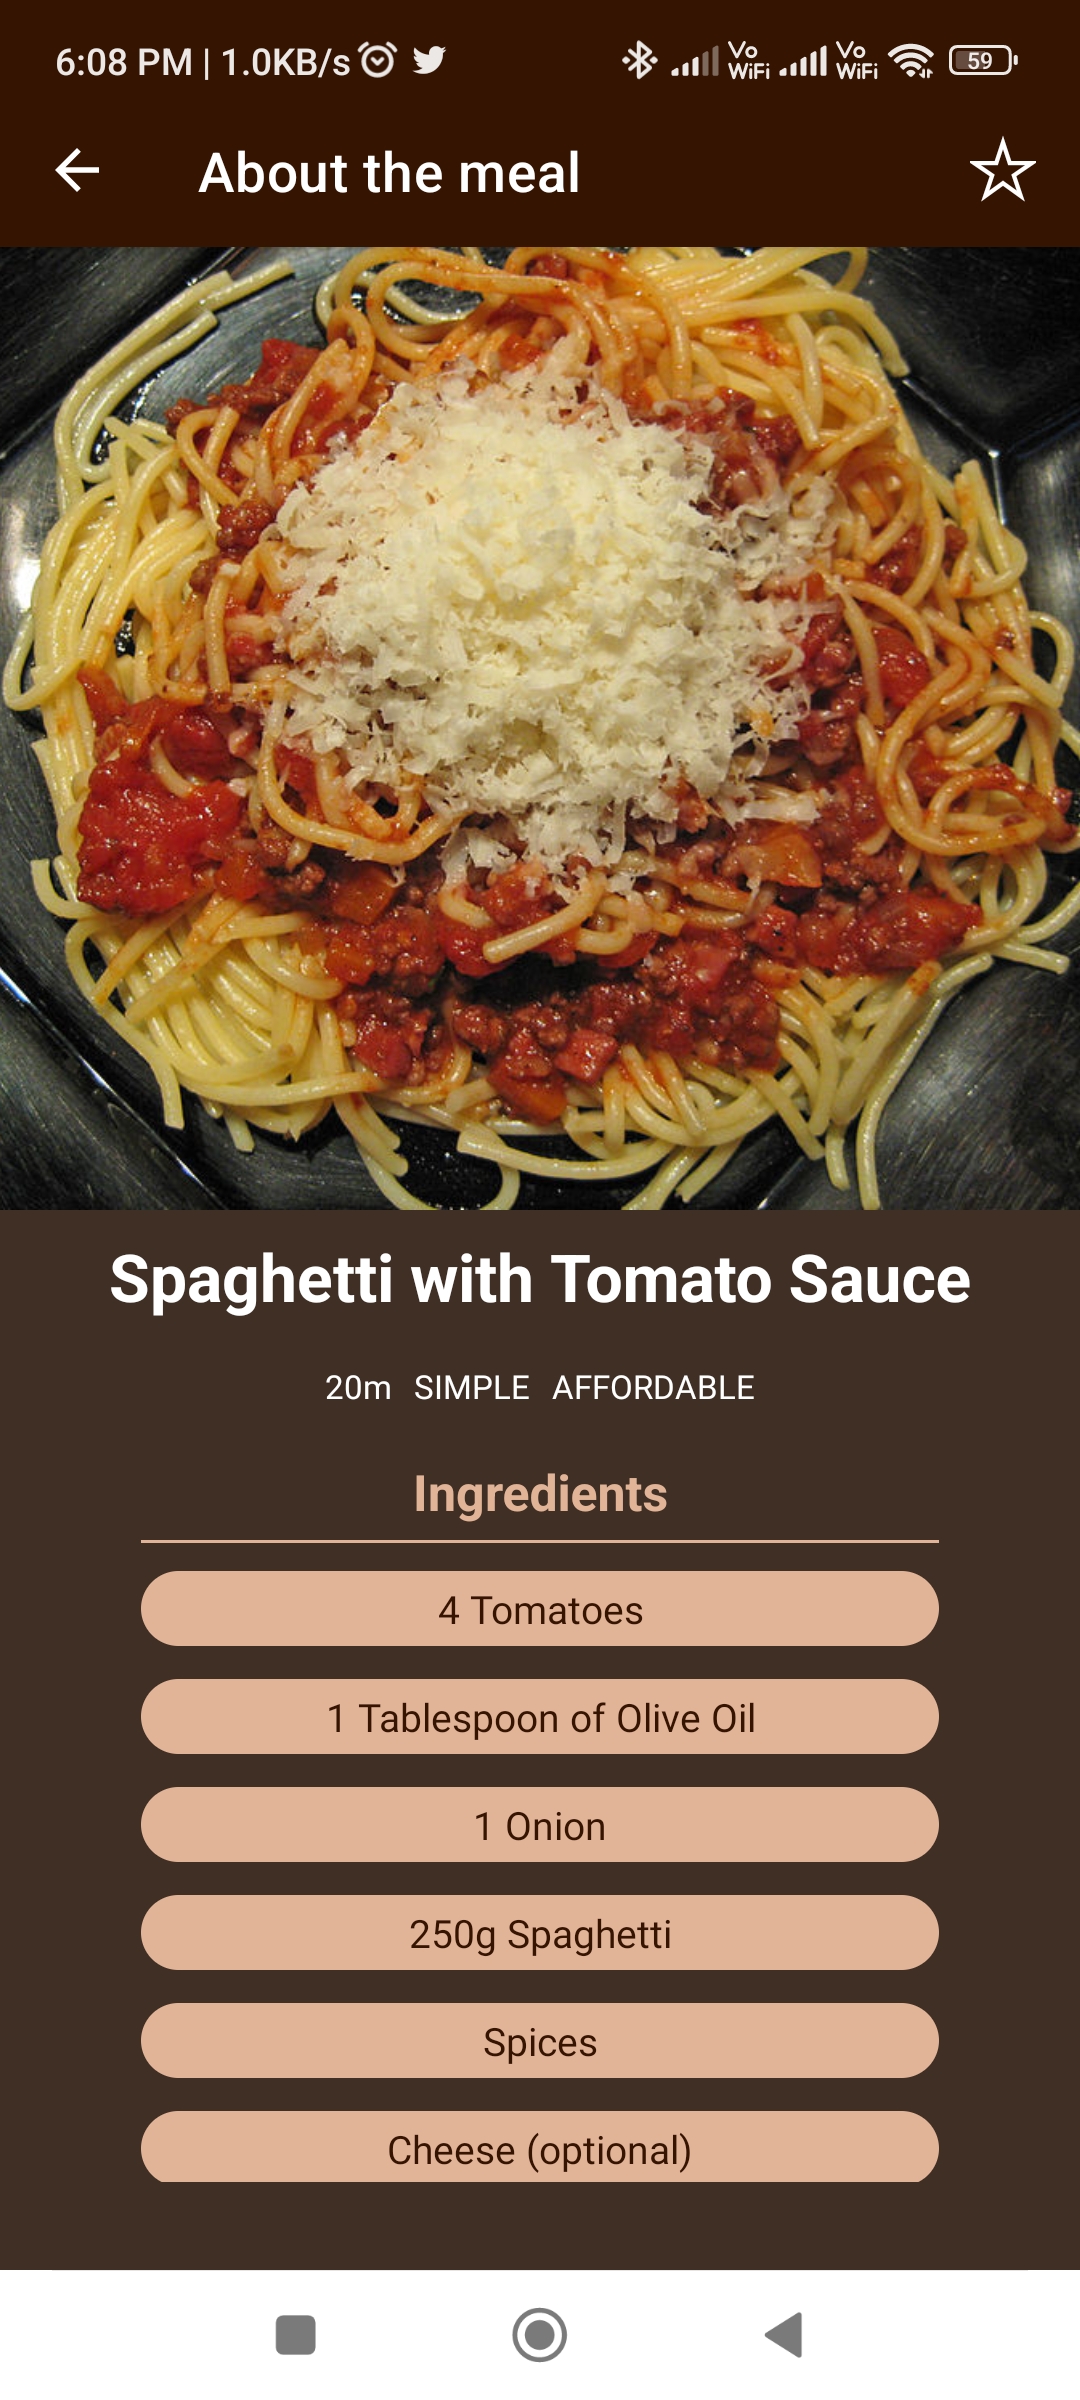 6:08 PM | 1.0KB/s Vo WiFi Vo WiFi 59
About the meal
Spaghetti with Tomato Sauce
20m SIMPLE AFFORDABLE
Ingredients
4 Tomatoes
1 Tablespoon of Olive Oil
1 Onion
250g Spaghetti
Spices
Cheese (optional)